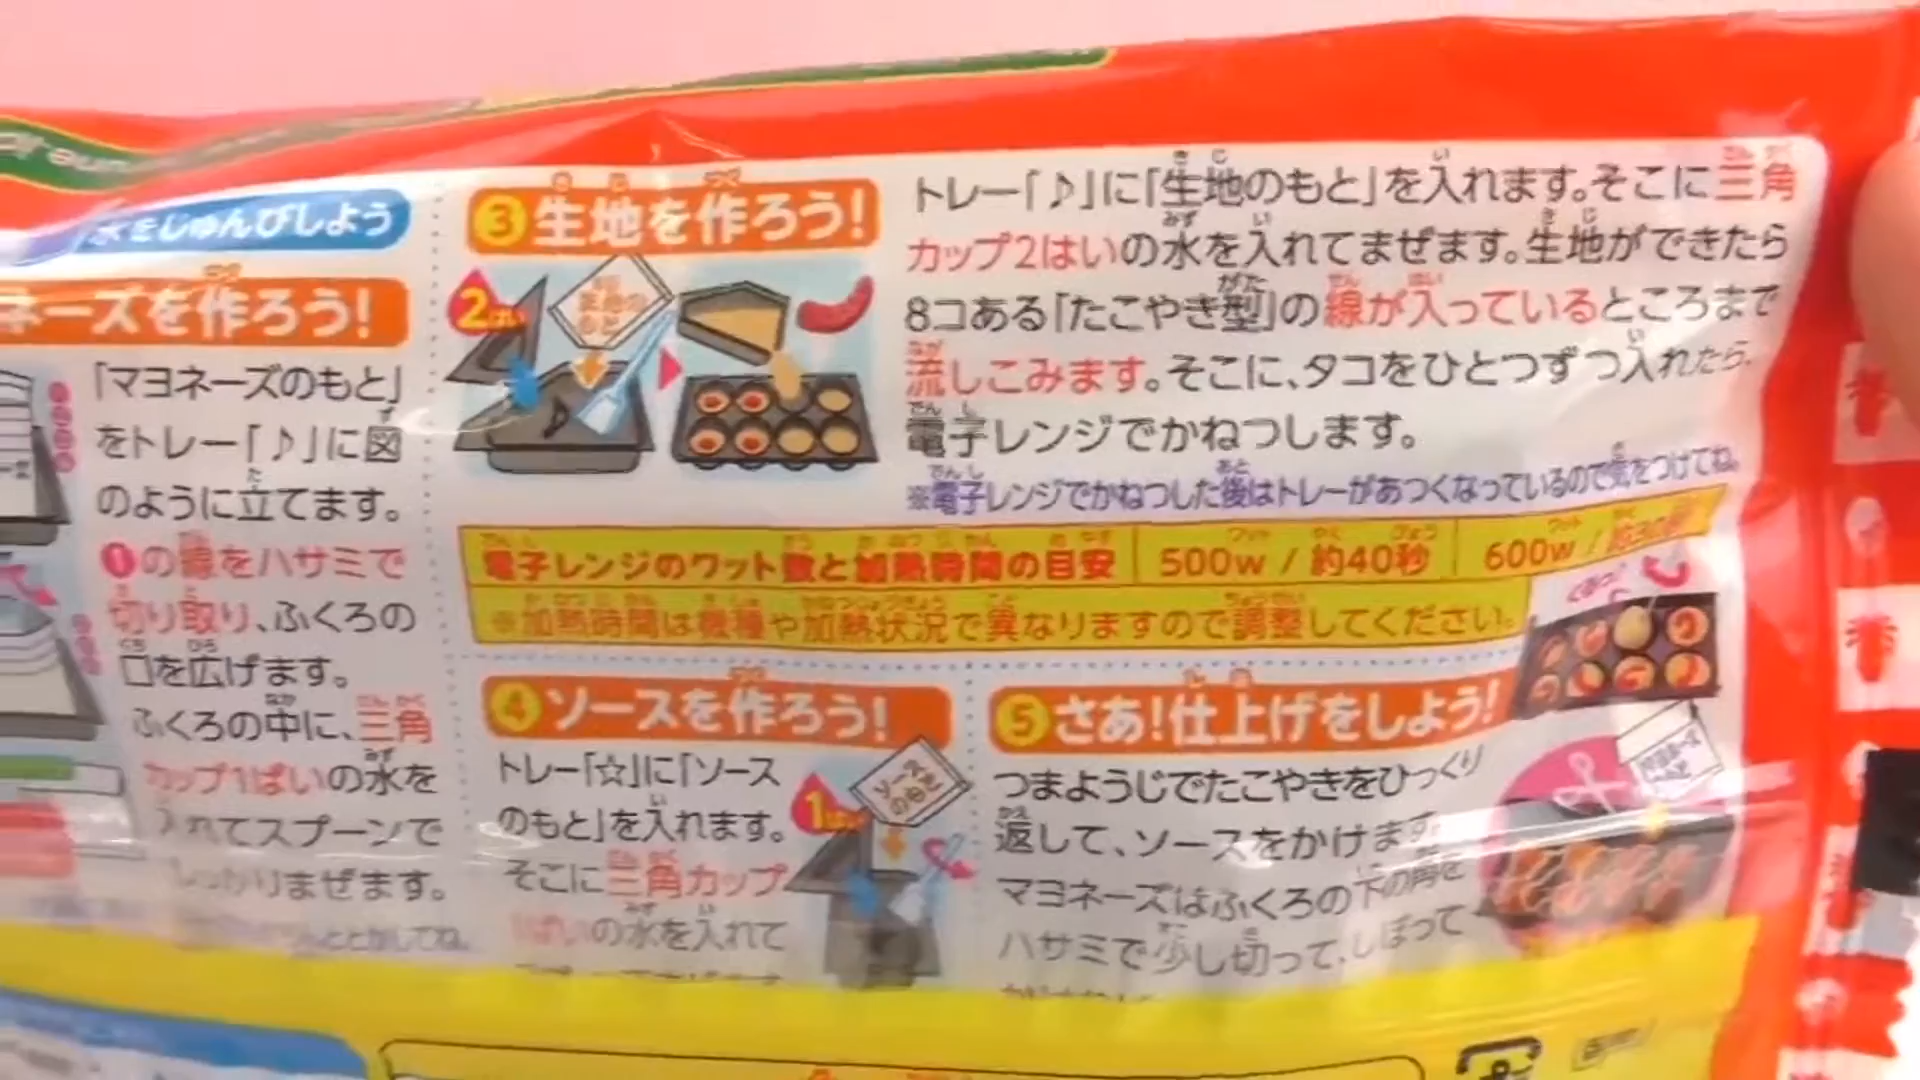 水をじゅんびしよう
ネーズを作ろう!
「マヨネーズのもと」
をトレー「♪」に図
のように立てます。
❶の線をハサミで
切り取り、ふくろの
口を広げます。
ふくろの中に、三角
カップ1ぱいの水を
入れてスプーンで
しっかりまぜます。
③生地を作ろう!
2はい
生地のもと
トレー「♪」に「生地のもと」を入れます。そこに三角
カップ2はいの水を入れてまぜます。生地ができたら
8コある「たこやき型」の線が入っているところまで
流しこみます。そこに、タコをひとつずつ入れたら、
電子レンジでかねつします。
※電子レンジでかねつした後はトレーがあつくなっているので気をつけてね。
電子レンジのワット数と加熱時間の目安 500w / 約40秒 600w / 約30秒
※加熱時間は機種や加熱状況で異なりますので調整してください。
④ソースを作ろう!
トレー「☆」に「ソース
のもと」を入れます。
そこに三角カップ
1ぱいの水を入れて
ソースのもと
⑤さあ!仕上げをしよう!
つまようじでたこやきをひっくり
返して、ソースをかけます。
マヨネーズはふくろの下の角を
ハサミで少し切って、しぼって